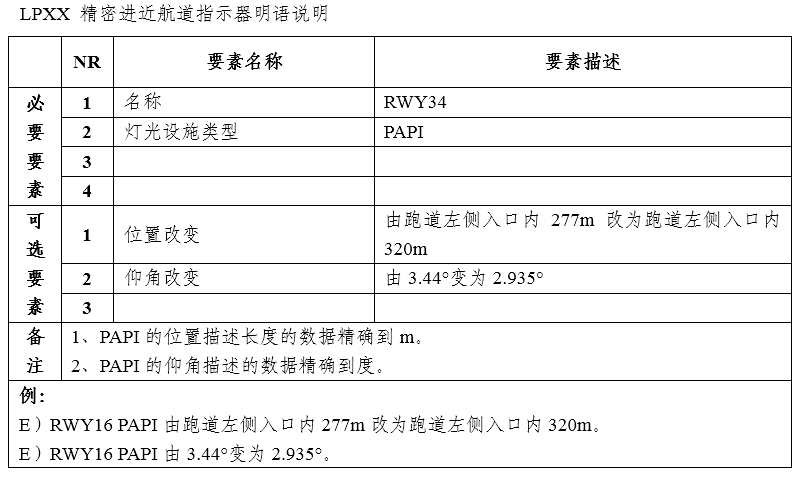 LPXX 精密进近航道指示器明语说明
NR 要素名称 要素描述
必要要素
1 名称 RWY34
2 灯光设施类型 PAPI
3
4
可选要素
1 位置改变 由跑道左侧入口内 277m 改为跑道左侧入口内
320m
2 仰角改变 由 3.44°变为 2.935°
3
备注
1、PAPI 的位置描述长度的数据精确到 m。
2、PAPI 的仰角描述的数据精确到度。
例：
E）RWY16 PAPI 由跑道左侧入口内 277m 改为跑道左侧入口内 320m。
E）RWY16 PAPI 由 3.44°变为 2.935°。